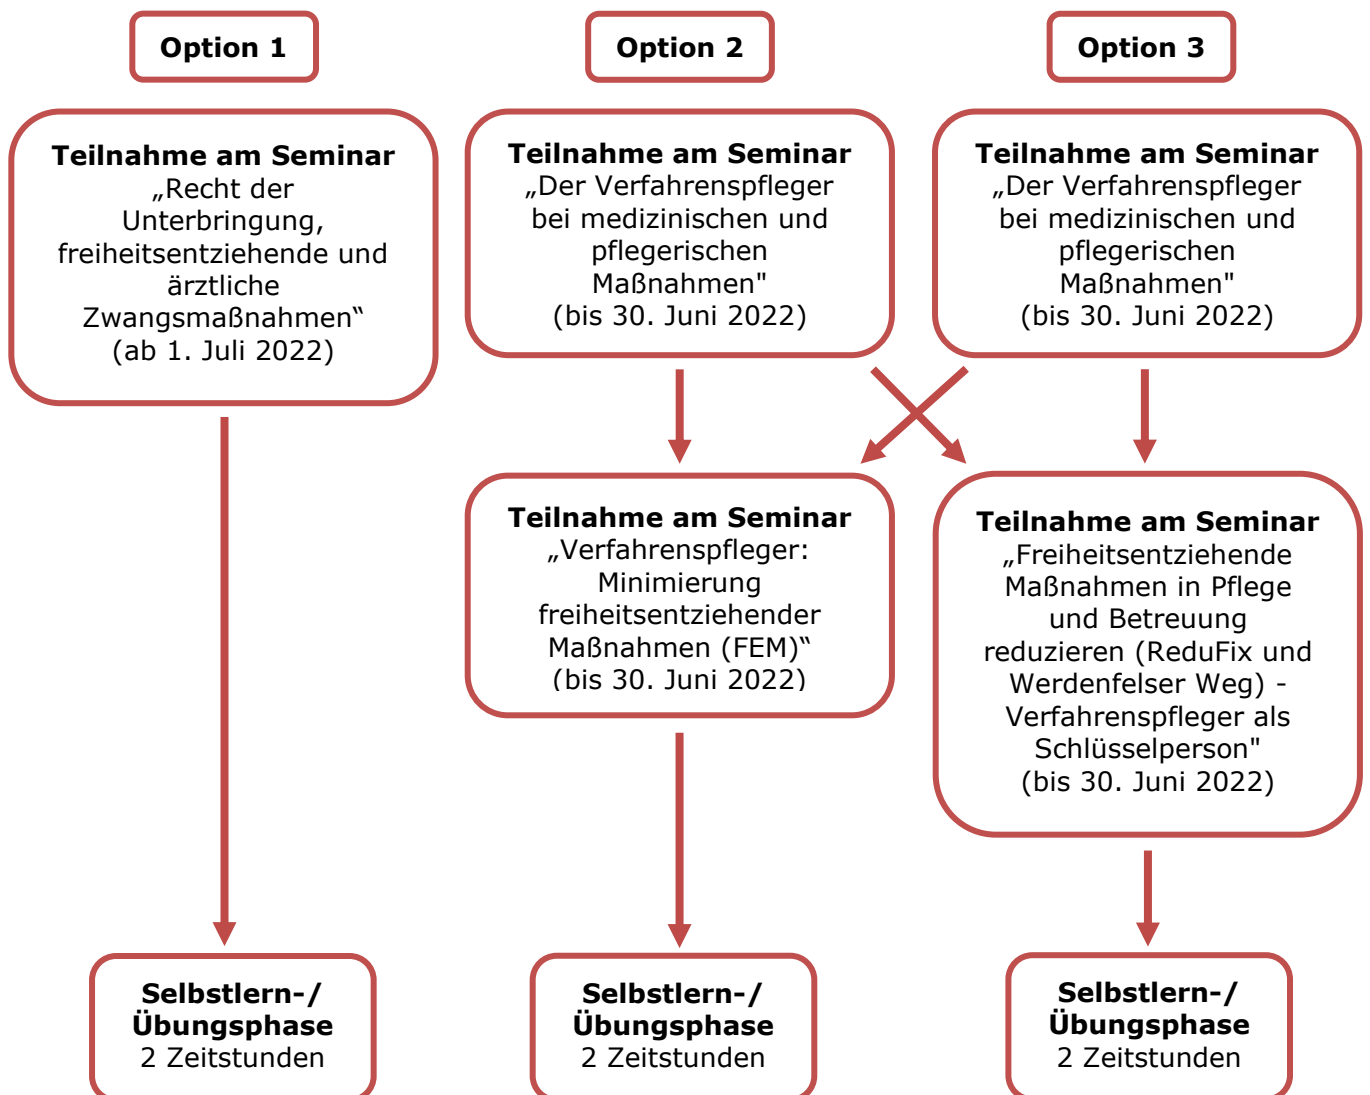 Option 1
Option 2
Option 3
Teilnahme am Seminar
„Recht der
Unterbringung,
freiheitsentziehende und
ärztliche
Zwangsmaßnahmen“
(ab 1. Juli 2022)
Teilnahme am Seminar
„Der Verfahrenspfleger
bei medizinischen und
pflegerischen
Maßnahmen"
(bis 30. Juni 2022)
Teilnahme am Seminar
„Der Verfahrenspfleger
bei medizinischen und
pflegerischen
Maßnahmen"
(bis 30. Juni 2022)
Teilnahme am Seminar
„Verfahrenspfleger:
Minimierung
freiheitsentziehender
Maßnahmen (FEM)“
(bis 30. Juni 2022)
Teilnahme am Seminar
„Freiheitsentziehende
Maßnahmen in Pflege
und Betreuung
reduzieren (ReduFix und
Werdenfelser Weg) -
Verfahrenspfleger als
Schlüsselperson"
(bis 30. Juni 2022)
Selbstlern-/
Übungsphase
2 Zeitstunden
Selbstlern-/
Übungsphase
2 Zeitstunden
Selbstlern-/
Übungsphase
2 Zeitstunden